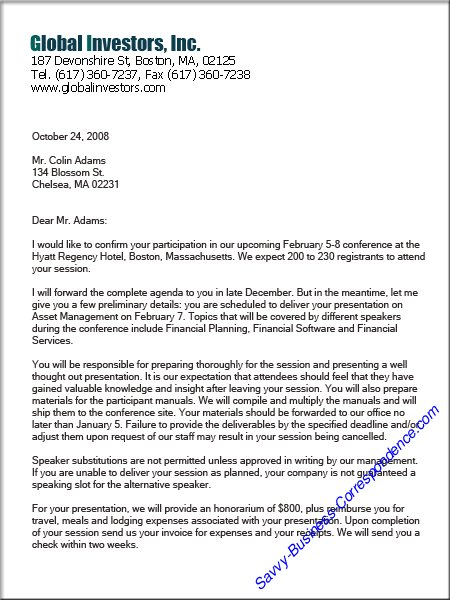 Global Investors, Inc.
187 Devonshire St, Boston, MA, 02125
Tel. (617) 360-7237, Fax (617) 360-7238
www.globalinvestors.com
October 24, 2008
Mr. Colin Adams
134 Blossom St.
Chelsea, MA 02231
Dear Mr. Adams:
I would like to confirm your participation in our upcoming February 5-8 conference at the
Hyatt Regency Hotel, Boston, Massachusetts. We expect 200 to 230 registrants to attend
your session.
I will forward the complete agenda to you in late December. But in the meantime, let me
give you a few preliminary details: you are scheduled to deliver your presentation on
Asset Management on February 7. Topics that will be covered by different speakers
during the conference include Financial Planning, Financial Software and Financial
Services.
You will be responsible for preparing thoroughly for the session and presenting a well
thought out presentation. It is our expectation that attendees should feel that they have
gained valuable knowledge and insight after leaving your session. You will also prepare
materials for the participant manuals. We will compile and multiply the manuals and will
ship them to the conference site. Your materials should be forwarded to our office no
later than January 5. Failure to provide the deliverables by the specified deadline and/or
adjust them upon request of our staff may result in your session being cancelled.
Speaker substitutions are not permitted unless approved in writing by our management.
If you are unable to deliver your session as planned, your company is not guaranteed a
speaking slot for the alternative speaker.
For your presentation, we will provide an honorarium of $800, plus reimburse you for
travel, meals and lodging expenses associated with your presentation. Upon completion
of your session send us your invoice for expenses and your receipts. We will send you a
check within two weeks.
Savvy-Business-Correspondence.com